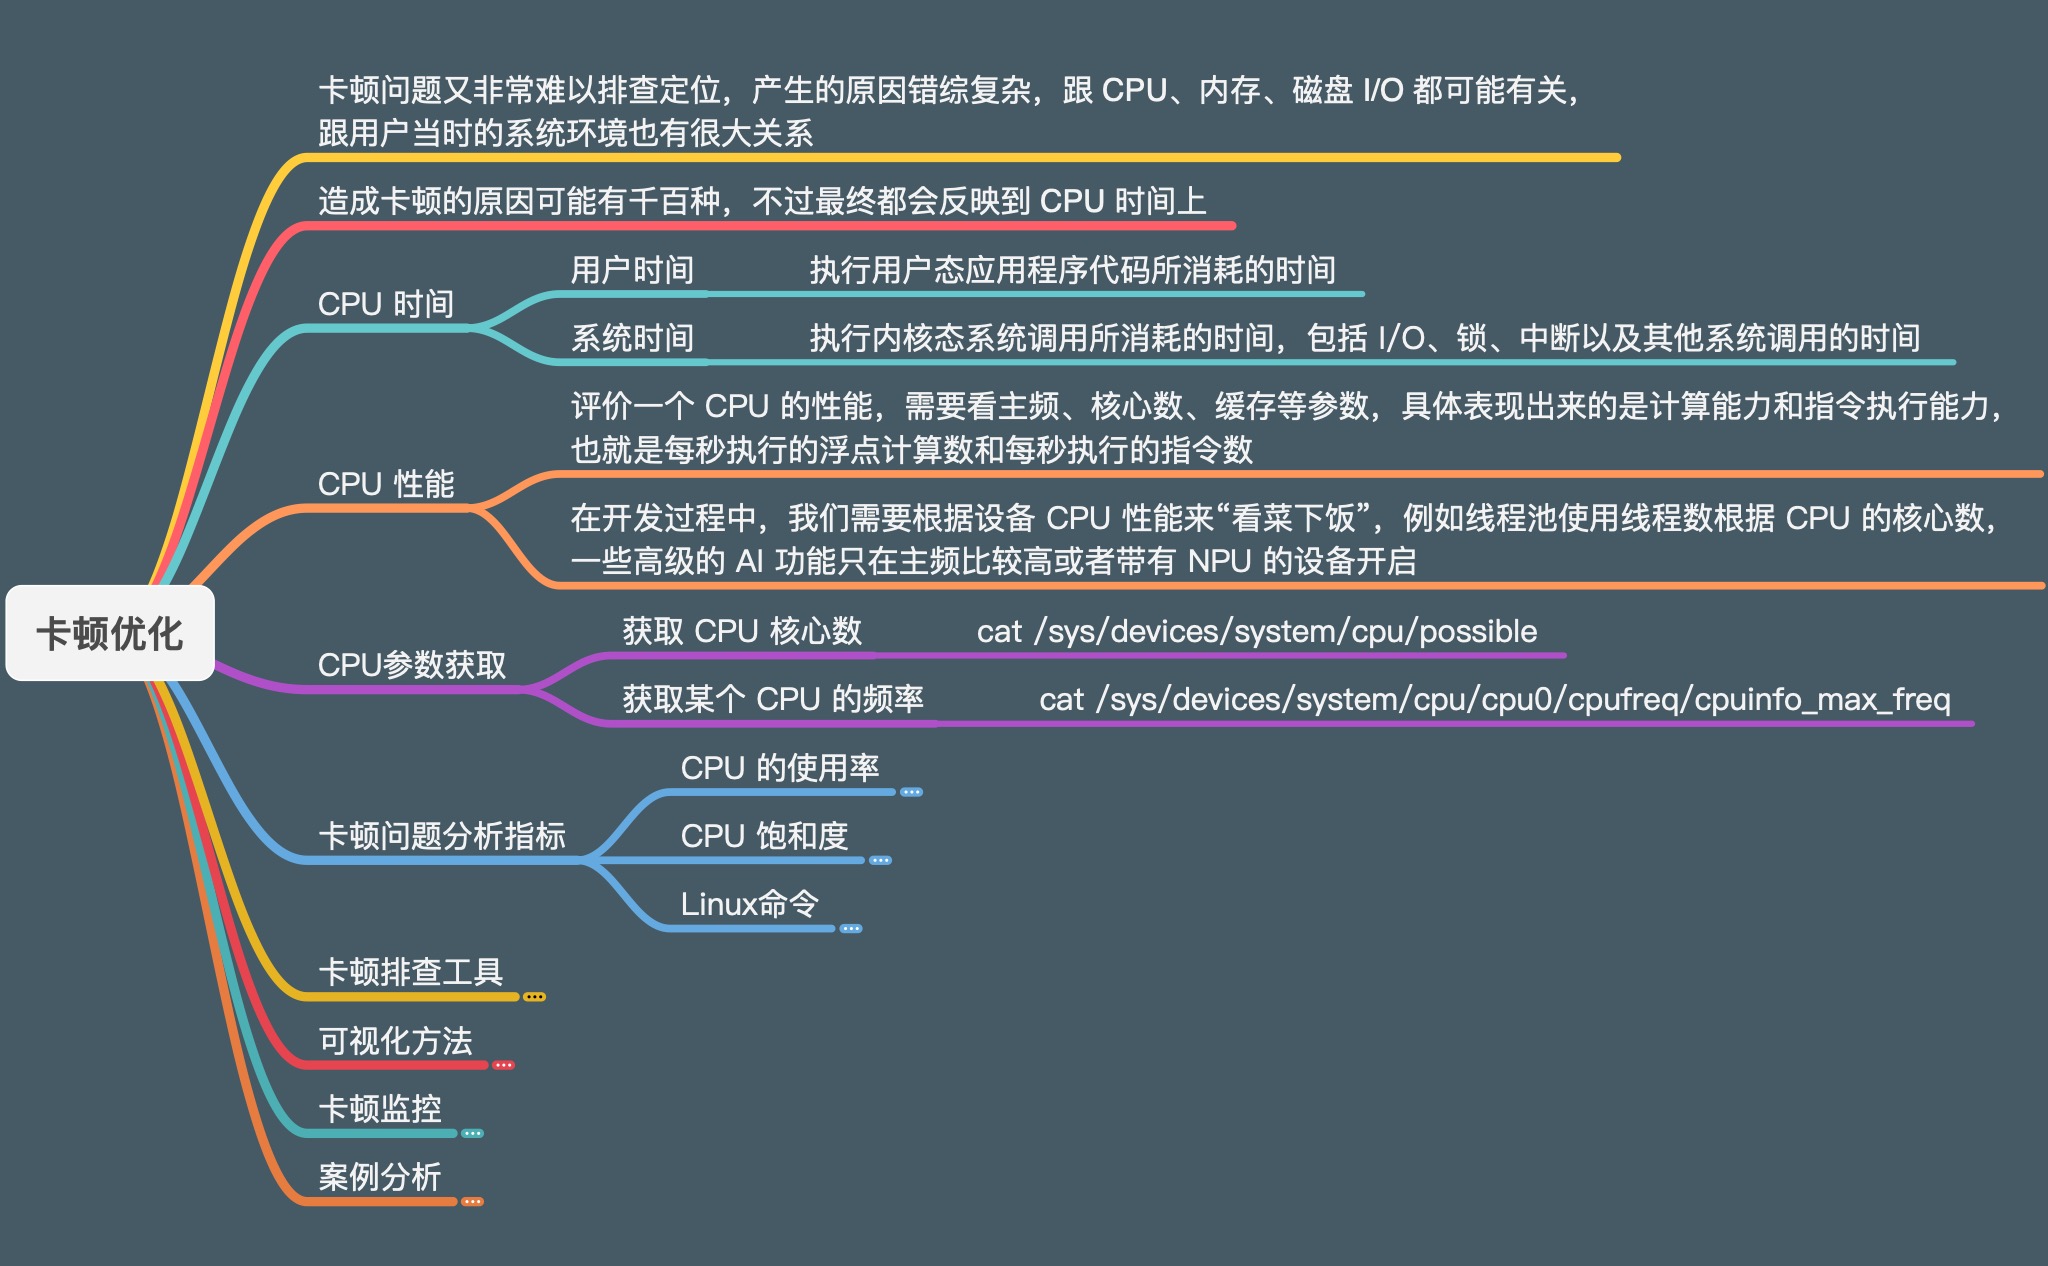 卡顿问题又非常难以排查定位，产生的原因错综复杂，跟 CPU、内存、磁盘 I/O 都可能有关，
跟用户当时的系统环境也有很大关系
造成卡顿的原因可能有千百种，不过最终都会反映到 CPU 时间上
用户时间
执行用户态应用程序代码所消耗的时间
CPU 时间
系统时间
执行内核态系统调用所消耗的时间，包括 I/O、锁、中断以及其他系统调用的时间
评价一个 CPU 的性能，需要看主频、核心数、缓存等参数，具体表现出来的是计算能力和指令执行能力，
也就是每秒执行的浮点计算数和每秒执行的指令数
CPU 性能
在开发过程中，我们需要根据设备 CPU 性能来“看菜下饭”，例如线程池使用线程数根据 CPU 的核心数，
一些高级的 AI 功能只在主频比较高或者带有 NPU 的设备开启
卡顿优化
获取 CPU 核心数
cat /sys/devices/system/cpu/possible
CPU参数获取
获取某个 CPU 的频率
cat /sys/devices/system/cpu/cpu0/cpufreq/cpuinfo_max_freq
CPU 的使用率
卡顿问题分析指标
CPU 饱和度
Linux命令
卡顿排查工具
可视化方法
卡顿监控
案例分析